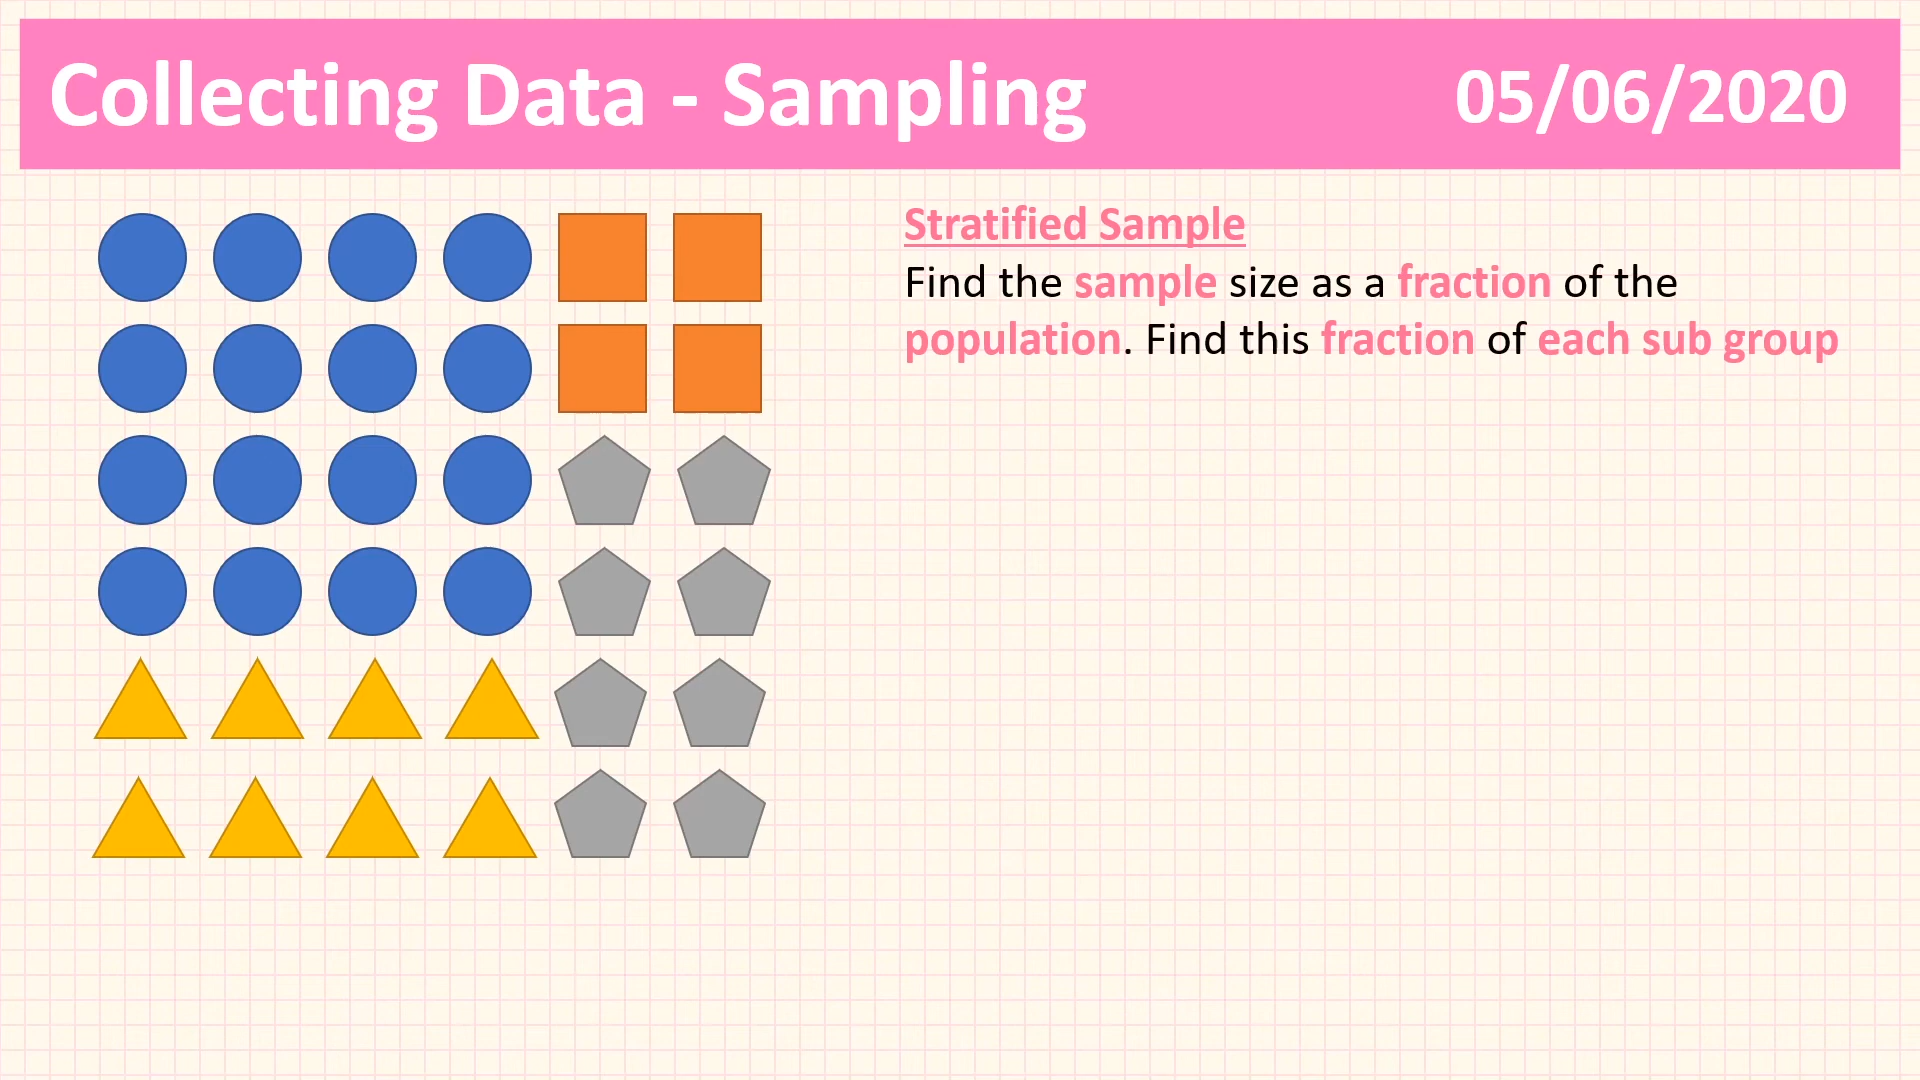 Collecting Data - Sampling
05/06/2020
Stratified Sample
Find the sample size as a fraction of the
population. Find this fraction of each sub group